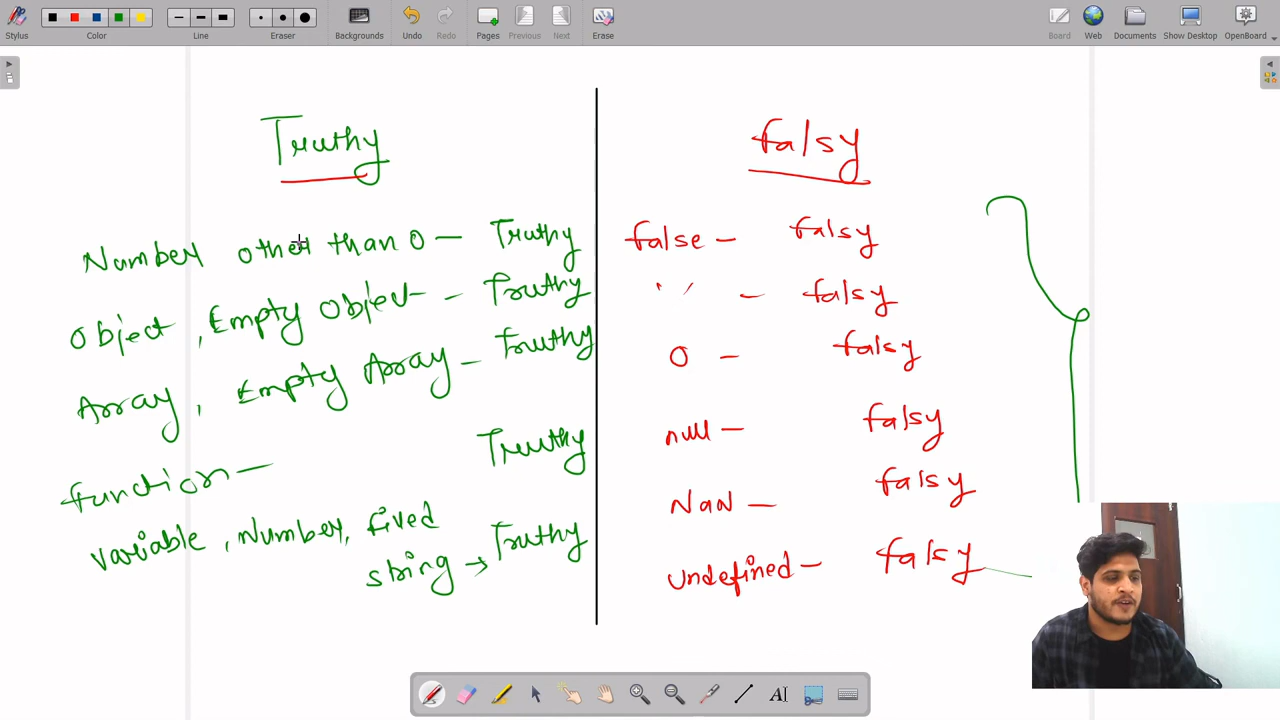 Stylus
Color
Line
Eraser
Backgrounds
Undo
Redo
Pages
Previous
Next
Erase
Board
Web
Documents
Show Desktop
OpenBoard
Truthy
Number other than 0 — Truthy
Object, Empty Object — Truthy
Array, Empty Array — Truthy
function — Truthy
variable, Number, fived
string → Truthy
falsy
false — falsy
' ' — falsy
0 — falsy
null — falsy
NaN — falsy
undefined — falsy